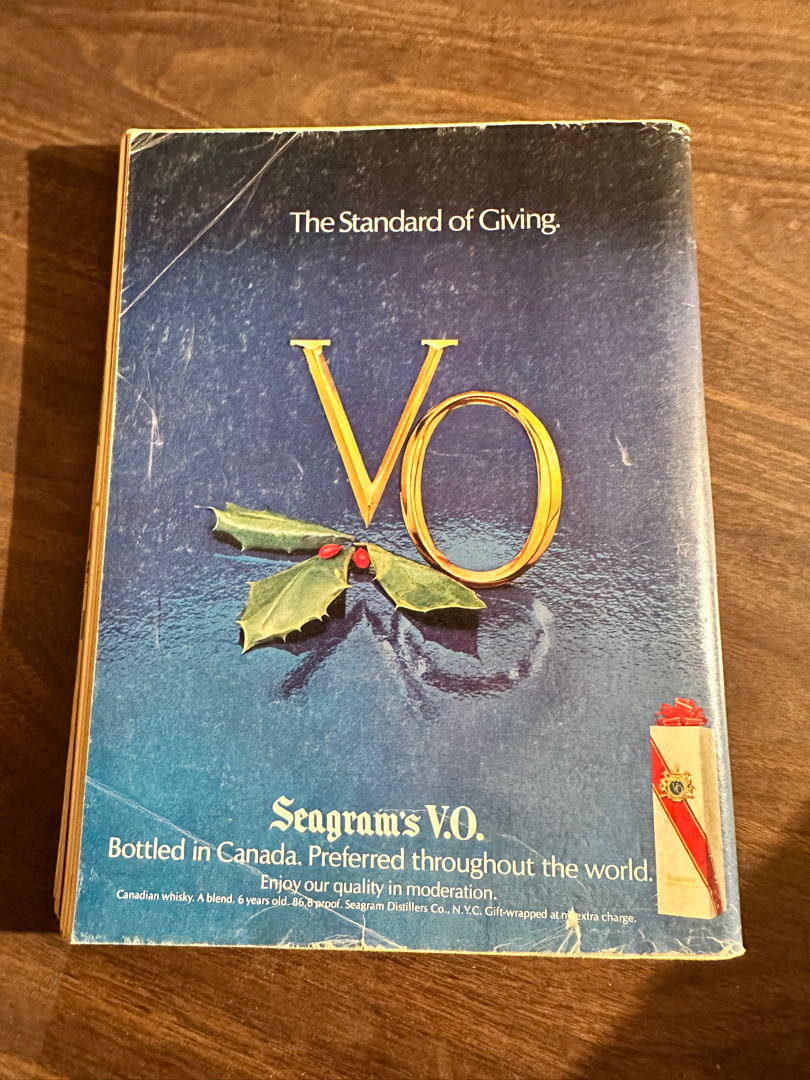 The Standard of Giving.
VO
Seagram's V.O.
Bottled in Canada. Preferred throughout the world.
Enjoy our quality in moderation.
Canadian whisky. A blend. 6 years old. 86.8 proof. Seagram Distillers Co., N.Y.C. Gift-wrapped at no extra charge.